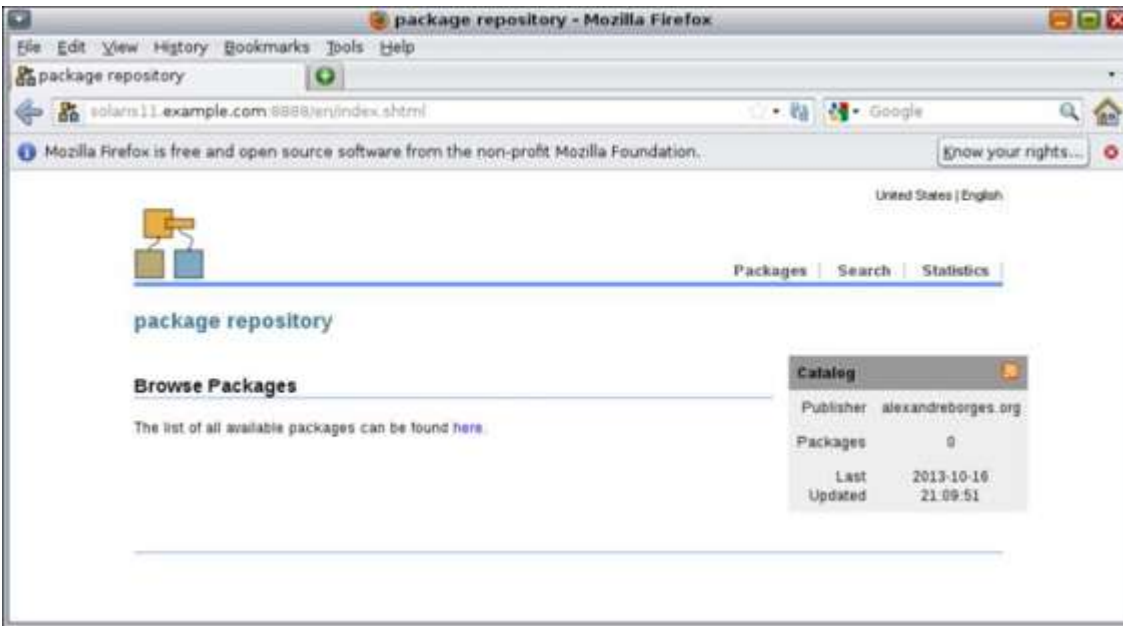 package repository - Mozilla Firefox
File Edit View History Bookmarks Tools Help
package repository
solaris11.example.com:8888/en/index.shtml
Google
Mozilla Firefox is free and open source software from the non-profit Mozilla Foundation.
Know your rights...
United States | English
Packages | Search | Statistics |
package repository
Browse Packages
The list of all available packages can be found here.
Catalog
Publisher alexandreborges.org
Packages 0
Last Updated 2013-10-16 21:09:51